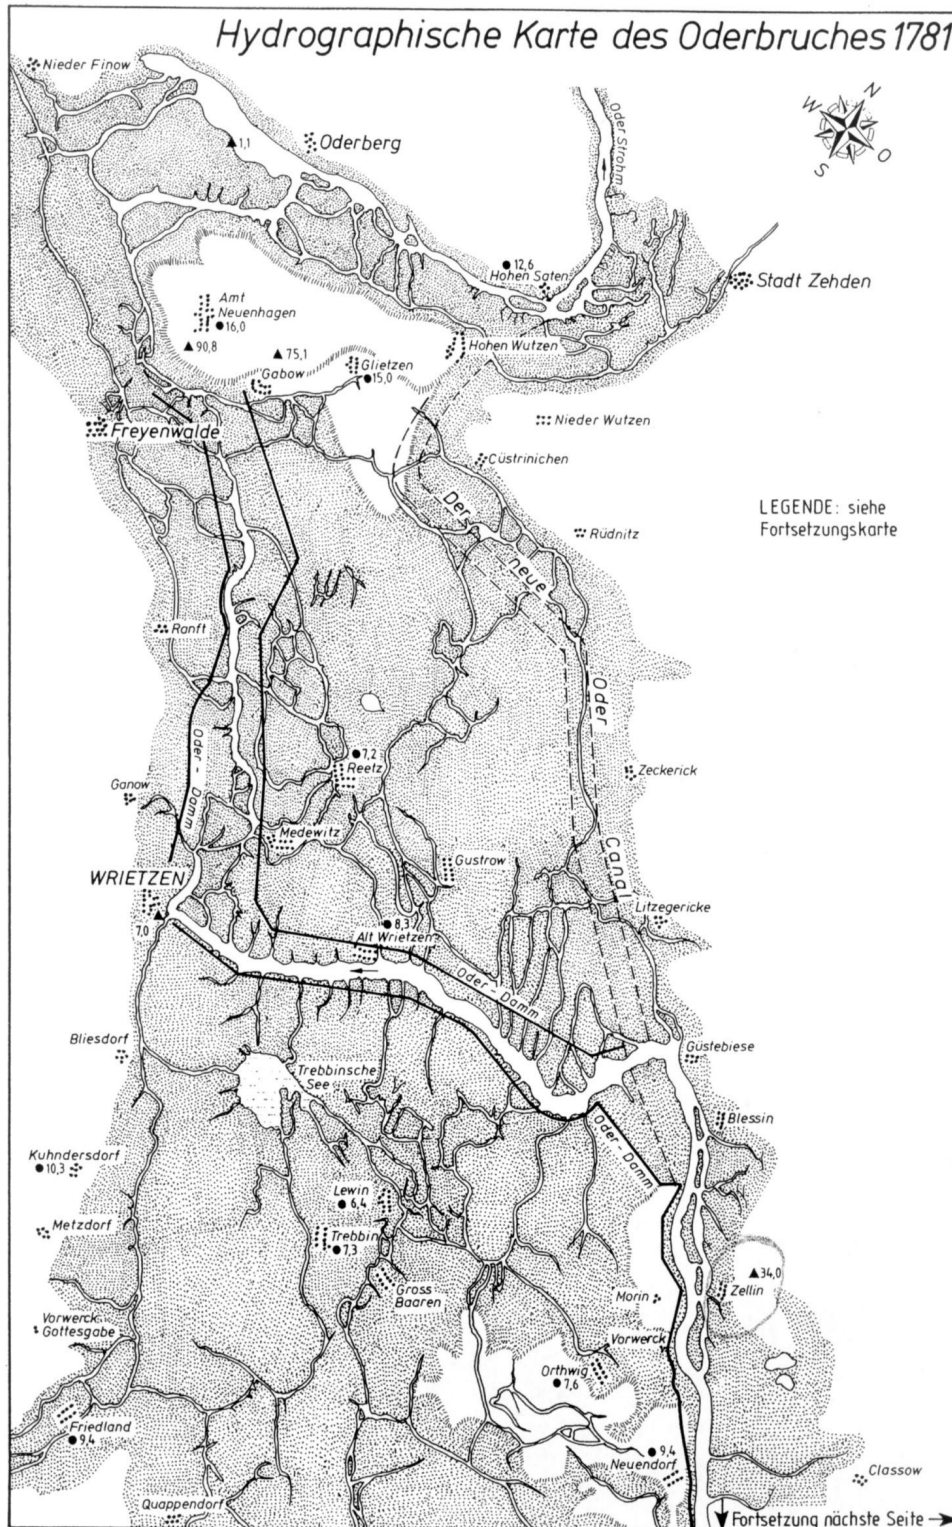 Hydrographische Karte des Oderbruches 1781
Nieder Finow
N
W
O
S
Oder Strohm
1,1
Oderberg
12,6
Hohen Saten
Stadt Zehden
Amt
Neuenhagen
16,0
90,8
75,1
Gabow
Glietzen
15,0
Hohen Wutzen
Freyenwalde
Nieder Wutzen
Cüstrinichen
LEGENDE: siehe
Fortsetzungskarte
Rüdnitz
Der neue Oder Canal
Ranft
Oder-Damm
7,2
Reetz
Zeckerick
Ganow
Medewitz
Gustrow
WRIETZEN
7,0
8,3
Alt Wrietzen
Litzegericke
Oder-Damm
Bliesdorf
Trebbinsche
See
Güstebiese
Blessin
Oder-Damm
Kuhndersdorf
10,3
Lewin
6,4
Metzdorf
Trebbin
7,3
Gross
Baaren
34,0
Zellin
Morin
Vorwerck
Gottesgabe
Vorwerck
Orthwig
7,6
Friedland
9,4
9,4
Neuendorf
Classow
Quappendorf
Fortsetzung nächste Seite